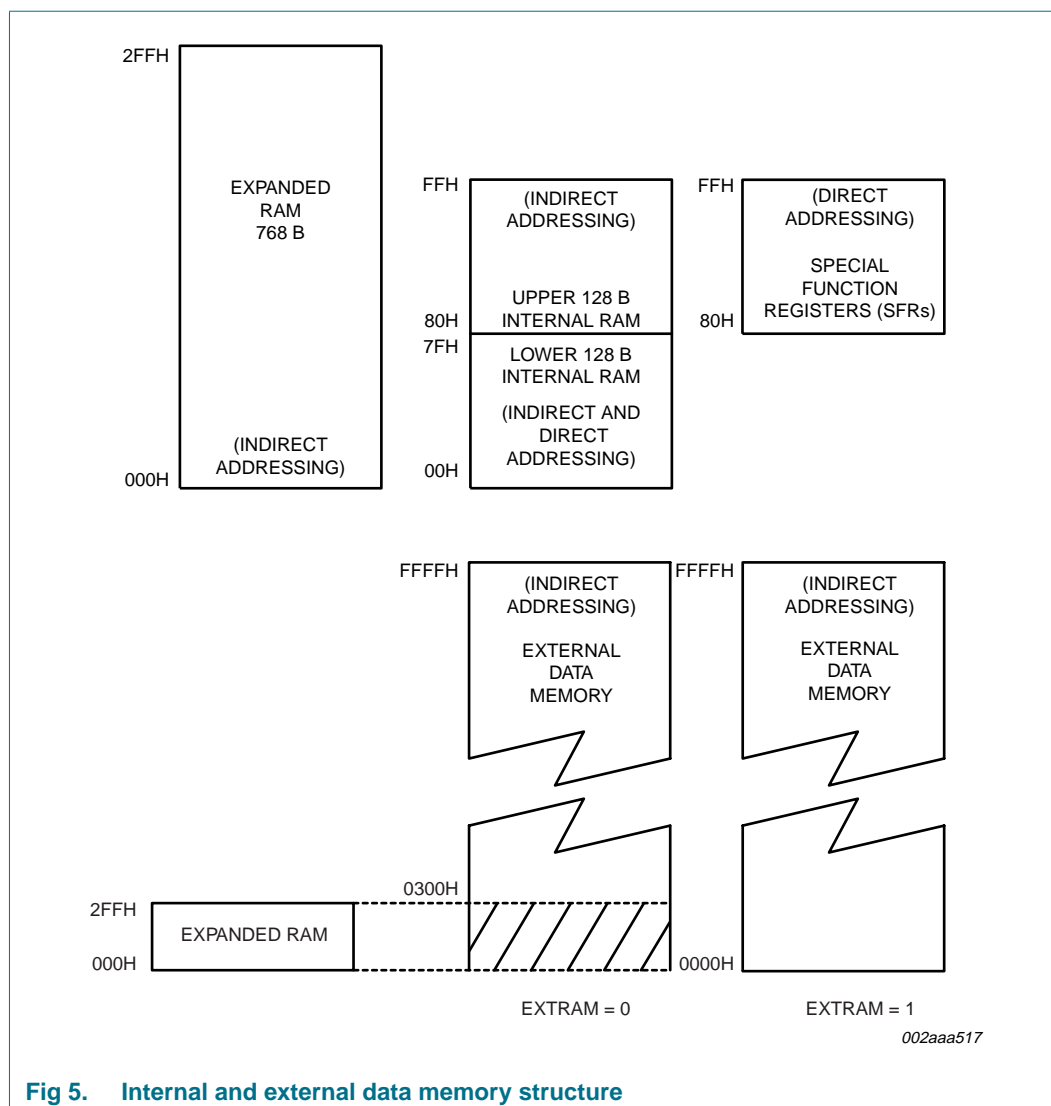 2FFH
EXPANDED
RAM
768 B
(INDIRECT
ADDRESSING)
000H
FFH
(INDIRECT
ADDRESSING)
UPPER 128 B
INTERNAL RAM
80H
7FH
LOWER 128 B
INTERNAL RAM
(INDIRECT AND
DIRECT
ADDRESSING)
00H
FFH
(DIRECT
ADDRESSING)
SPECIAL
FUNCTION
REGISTERS (SFRs)
80H
FFFFH
(INDIRECT
ADDRESSING)
EXTERNAL
DATA
MEMORY
FFFFH
(INDIRECT
ADDRESSING)
EXTERNAL
DATA
MEMORY
2FFH
EXPANDED RAM
000H
0300H
0000H
EXTRAM = 0
EXTRAM = 1
002aaa517
Fig 5. Internal and external data memory structure